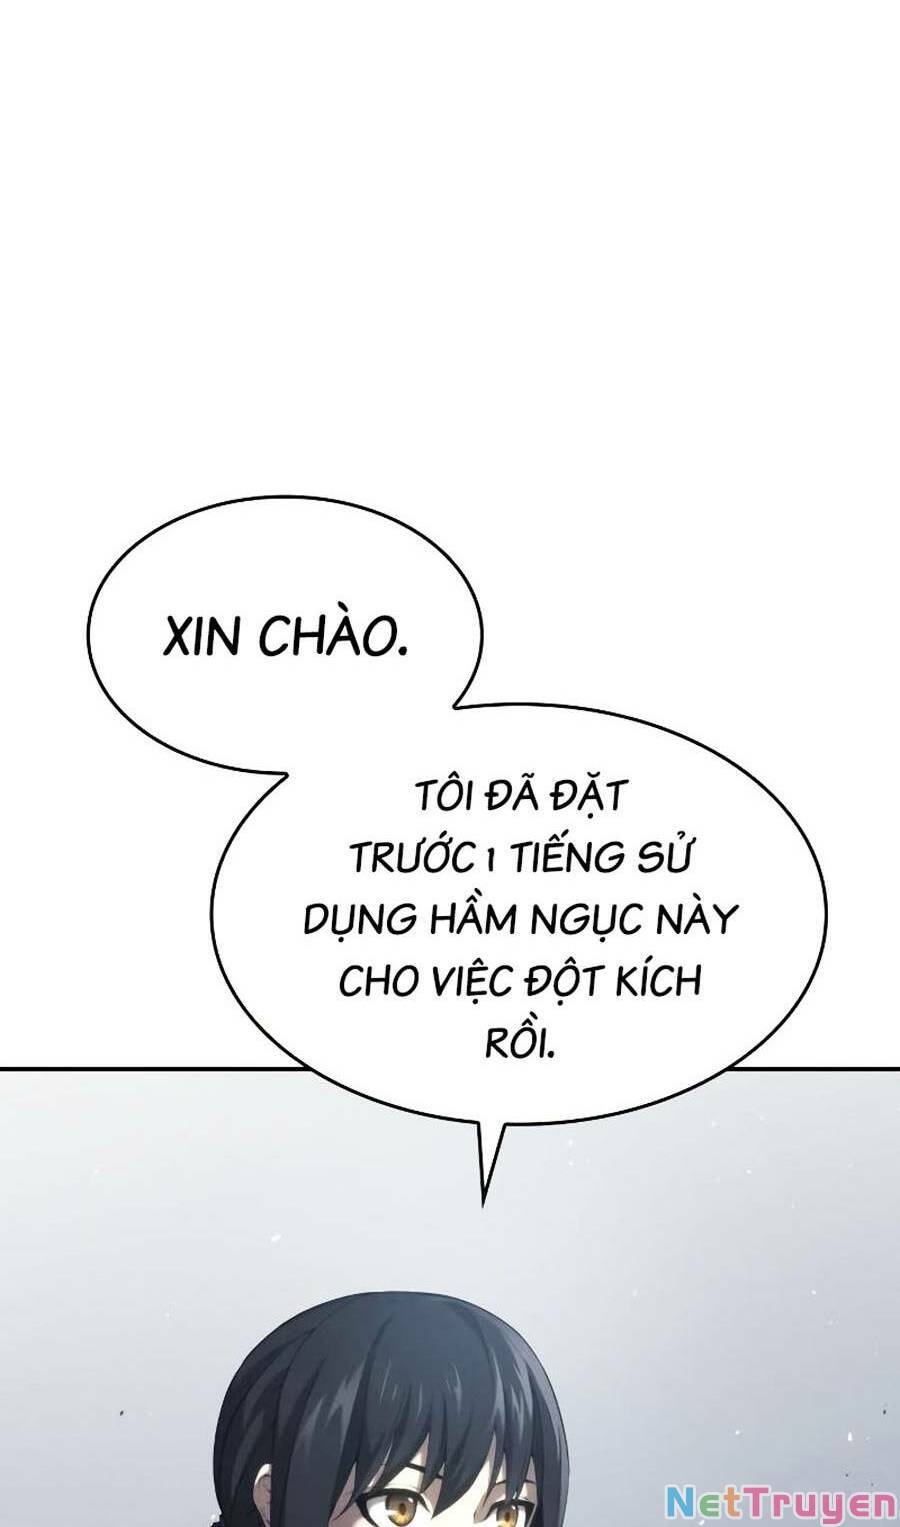 XIN CHÀO.
TÔI ĐÃ ĐẶT
TRƯỚC 1 TIẾNG SỬ
DỤNG HẦM NGỤC NÀY
CHO VIỆC ĐỘT KÍCH
RỒI.
NetTruyen